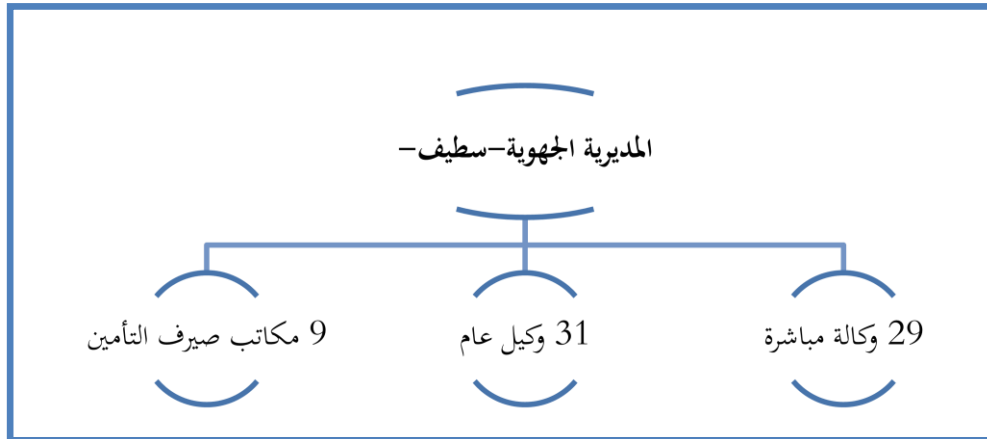 المديرية الجهوية–سطيف–
29 وكالة مباشرة
31 وكيل عام
9 مكاتب صيرف التأمين